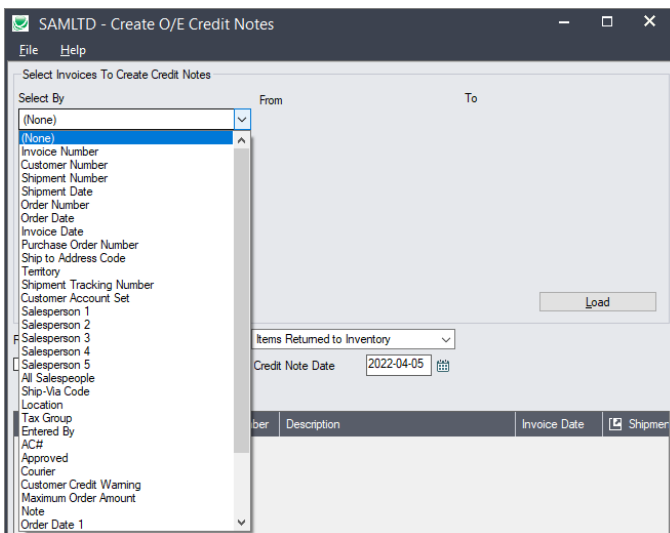 SAMLTD - Create O/E Credit Notes
File Help
Select Invoices To Create Credit Notes
Select By From To
(None)
(None)
Invoice Number
Customer Number
Shipment Number
Shipment Date
Order Number
Order Date
Invoice Date
Purchase Order Number
Ship to Address Code
Territory
Shipment Tracking Number
Customer Account Set
Load
Salesperson 1
Salesperson 2
Salesperson 3 Items Returned to Inventory
Salesperson 4
Salesperson 5 Credit Note Date 2022-04-05
All Salespeople
Ship-Via Code
Location
Tax Group
Entered By Description Invoice Date Shipmen
AC#
Approved
Courier
Customer Credit Warning
Maximum Order Amount
Note
Order Date 1